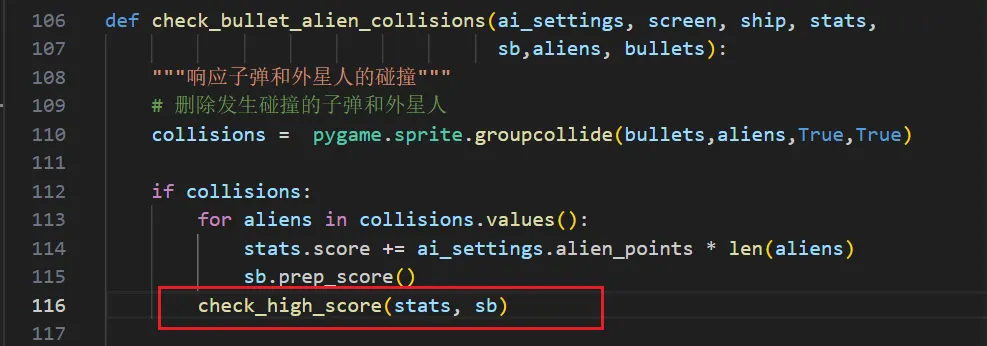 106 def check_bullet_alien_collisions(ai_settings, screen, ship, stats,
107 sb,aliens, bullets):
108 """响应子弹和外星人的碰撞"""
109 # 删除发生碰撞的子弹和外星人
110 collisions =  pygame.sprite.groupcollide(bullets,aliens,True,True)
111
112 if collisions:
113 for aliens in collisions.values():
114 stats.score += ai_settings.alien_points * len(aliens)
115 sb.prep_score()
116 check_high_score(stats, sb)
117